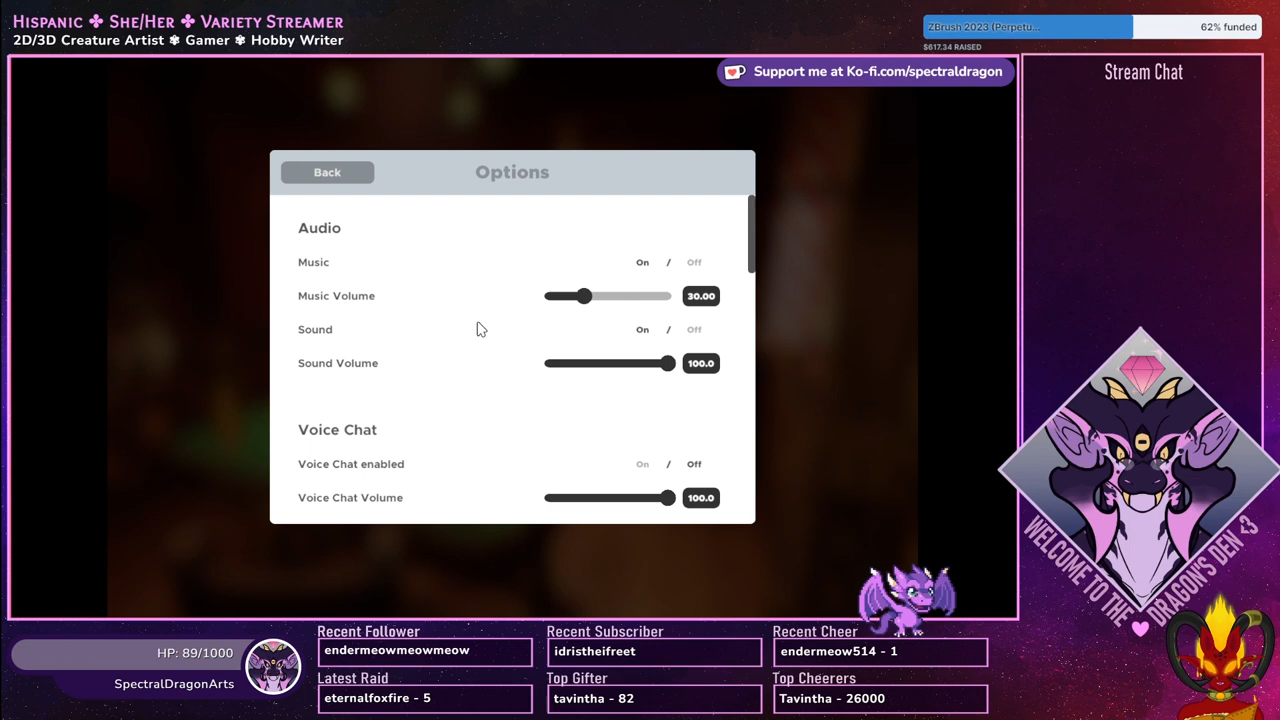 Hispanic ✤ She/Her ✤ Variety Streamer
2D/3D Creature Artist ✾ Gamer ✾ Hobby Writer
ZBrush 2023 (Perpetu... 62% funded
$617.34 RAISED
Support me at Ko-fi.com/spectraldragon
Stream Chat
Back
Options
Audio
Music On / Off
Music Volume 30.00
Sound On / Off
Sound Volume 100.0
Voice Chat
Voice Chat enabled On / Off
Voice Chat Volume 100.0
WELCOME TO THE DRAGON'S DEN <3
HP: 89/1000
SpectralDragonArts
Recent Follower
endermeowmeowmeow
Recent Subscriber
idristheifreet
Recent Cheer
endermeow514 - 1
Latest Raid
eternalfoxfire - 5
Top Gifter
tavintha - 82
Top Cheerers
Tavintha - 26000